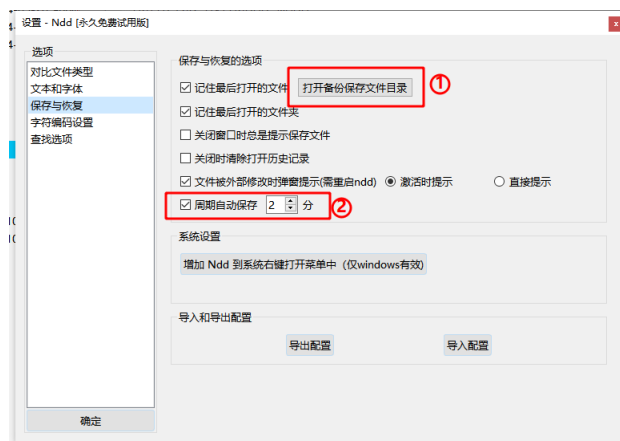 设置 - Ndd [永久免费试用版]
x
选项
对比文件类型
文本和字体
保存与恢复
字符编码设置
查找选项
确定
保存与恢复的选项
记住最后打开的文件 打开备份保存文件目录 ①
记住最后打开的文件夹
关闭窗口时总是提示保存文件
关闭时清除打开历史记录
文件被外部修改时弹窗提示(需重启ndd) 激活时提示 直接提示
周期自动保存 2 分 ②
系统设置
增加 Ndd 到系统右键打开菜单中（仅windows有效)
导入和导出配置
导出配置 导入配置